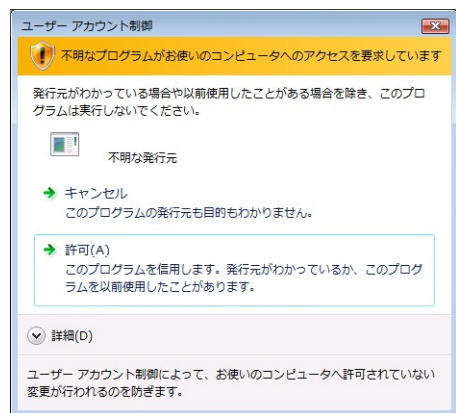 ユーザー アカウント制御
不明なプログラムがお使いのコンピュータへのアクセスを要求しています
発行元がわかっている場合や以前使用したことがある場合を除き、このプロ
グラムは実行しないでください。
不明な発行元
キャンセル
このプログラムの発行元も目的もわかりません。
許可(A)
このプログラムを信用します。発行元がわかっているか、このプログ
ラムを以前使用したことがあります。
詳細(D)
ユーザー アカウント制御によって、お使いのコンピュータへ許可されていない
変更が行われるのを防ぎます。